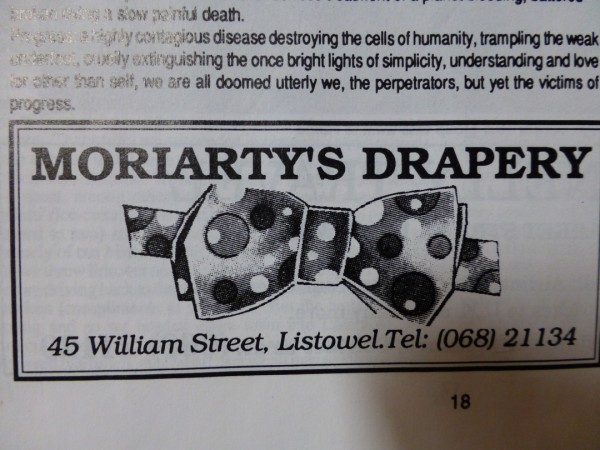 a slow painful death.
a highly contagious disease destroying the cells of humanity, trampling the weak
extinguishing the once bright lights of simplicity, understanding and love
for other than self, we are all doomed utterly we, the perpetrators, but yet the victims of
progress.
MORIARTY'S DRAPERY
45 William Street, Listowel.Tel: (068) 21134
18